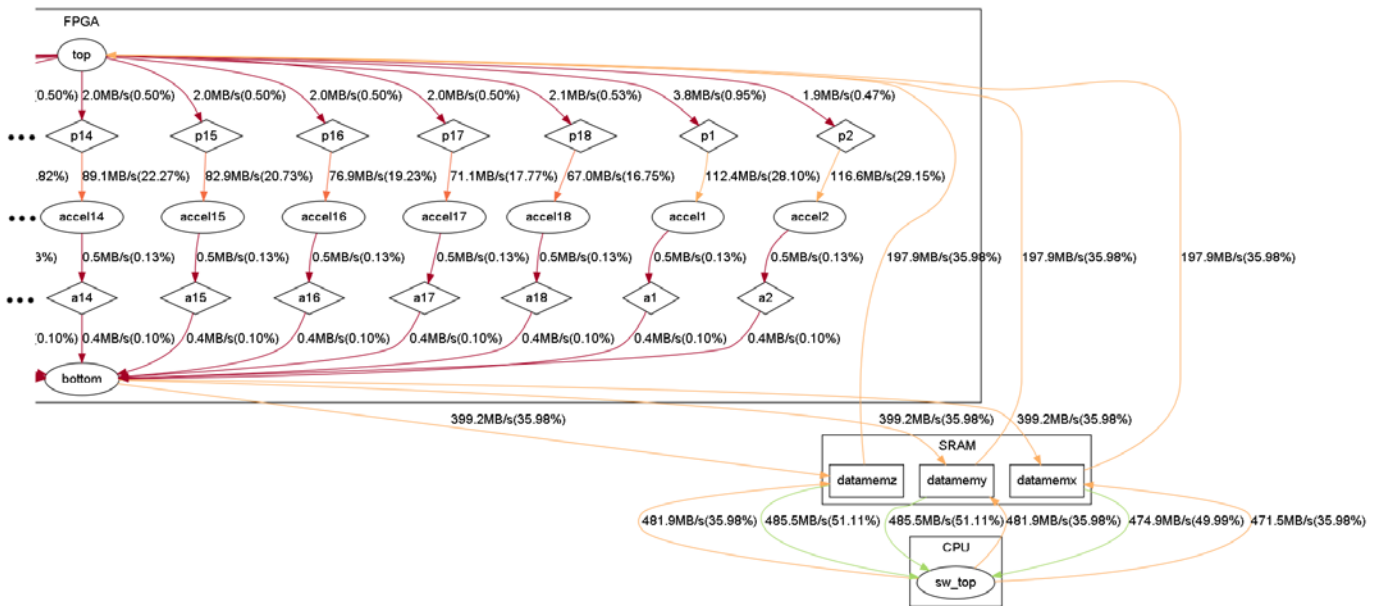 FPGA
top
(0.50%) 2.0MB/s(0.50%) 2.0MB/s(0.50%) 2.0MB/s(0.50%) 2.0MB/s(0.50%) 2.1MB/s(0.53%) 3.8MB/s(0.95%) 1.9MB/s(0.47%)
p14 p15 p16 p17 p18 p1 p2
.82%) 89.1MB/s(22.27%) 82.9MB/s(20.73%) 76.9MB/s(19.23%) 71.1MB/s(17.77%) 67.0MB/s(16.75%) 112.4MB/s(28.10%) 116.6MB/s(29.15%)
accel14 accel15 accel16 accel17 accel18 accel1 accel2
3%) 0.5MB/s(0.13%) 0.5MB/s(0.13%) 0.5MB/s(0.13%) 0.5MB/s(0.13%) 0.5MB/s(0.13%) 0.5MB/s(0.13%) 0.5MB/s(0.13%) 197.9MB/s(35.98%) 197.9MB/s(35.98%) 197.9MB/s(35.98%)
a14 a15 a16 a17 a18 a1 a2
(0.10%) 0.4MB/s(0.10%) 0.4MB/s(0.10%) 0.4MB/s(0.10%) 0.4MB/s(0.10%) 0.4MB/s(0.10%) 0.4MB/s(0.10%) 0.4MB/s(0.10%)
bottom
399.2MB/s(35.98%) 399.2MB/s(35.98%) 399.2MB/s(35.98%)
SRAM
datamemz datamemy datamemx
481.9MB/s(35.98%) 485.5MB/s(51.11%) 485.5MB/s(51.11%) 481.9MB/s(35.98%) 474.9MB/s(49.99%) 471.5MB/s(35.98%)
CPU
sw_top